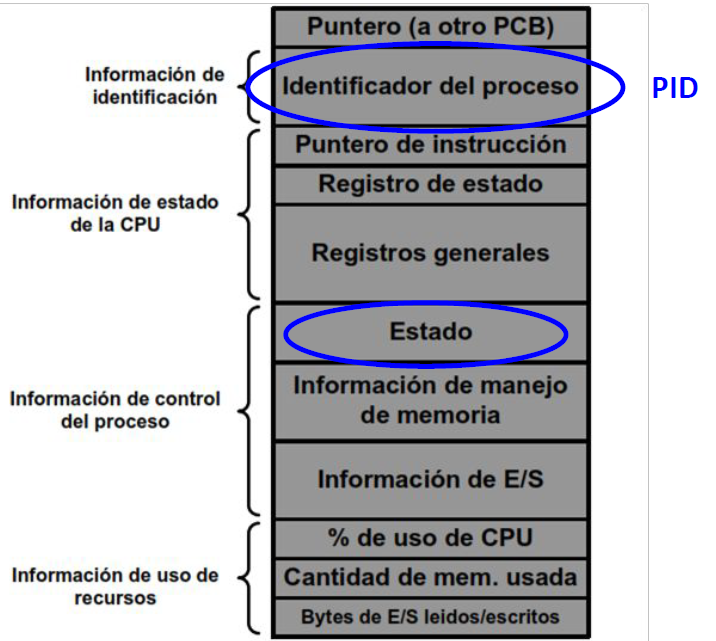 Puntero (a otro PCB)
Información de
identificación
Identificador del proceso
PID
Información de estado
de la CPU
Puntero de instrucción
Registro de estado
Registros generales
Información de control
del proceso
Estado
Información de manejo
de memoria
Información de E/S
Información de uso de
recursos
% de uso de CPU
Cantidad de mem. usada
Bytes de E/S leidos/escritos